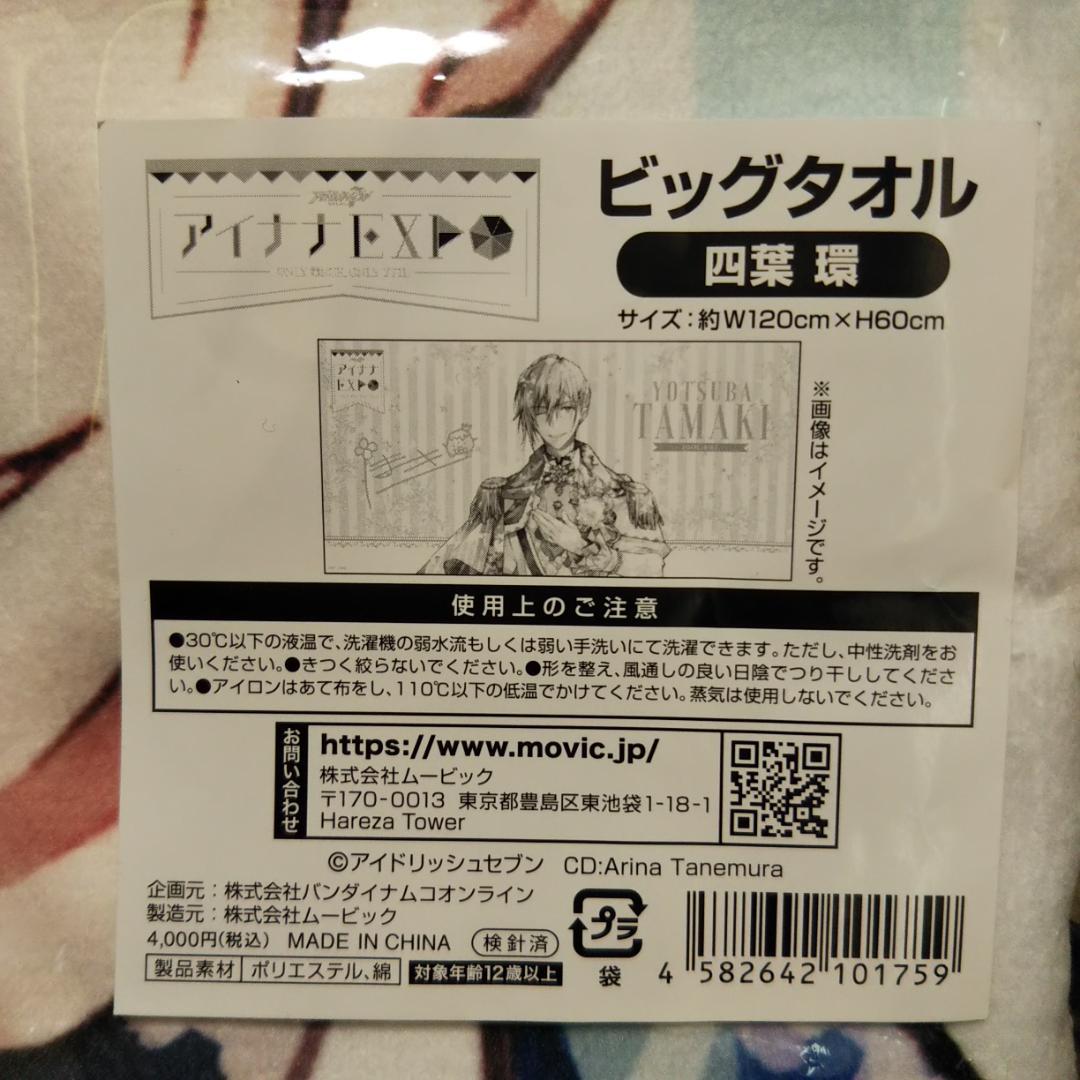 アイナナEXPO
ONLY ONCE, ONLY YOU.
ビッグタオル
四葉 環
サイズ：約W120cm×H60cm
アイナナ
EXPO
YOTSUBA
TAMAKI
※画像はイメージです。
使用上のご注意
●30℃以下の液温で、洗濯機の弱水流もしくは弱い手洗いにて洗濯できます。ただし、中性洗剤をお
使いください。●きつく絞らないでください。●形を整え、風通しの良い日陰でつり干ししてくださ
い。●アイロンはあて布をし、110℃以下の低温でかけてください。蒸気は使用しないでください。
お問い合わせ
https://www.movic.jp/
株式会社ムービック
〒170-0013 東京都豊島区東池袋1-18-1
Hareza Tower
©アイドリッシュセブン CD:Arina Tanemura
企画元：株式会社バンダイナムコオンライン
製造元：株式会社ムービック
4,000円(税込) MADE IN CHINA 検針済
製品素材 ポリエステル、綿 対象年齢12歳以上
プラ
袋
4 582642 101759